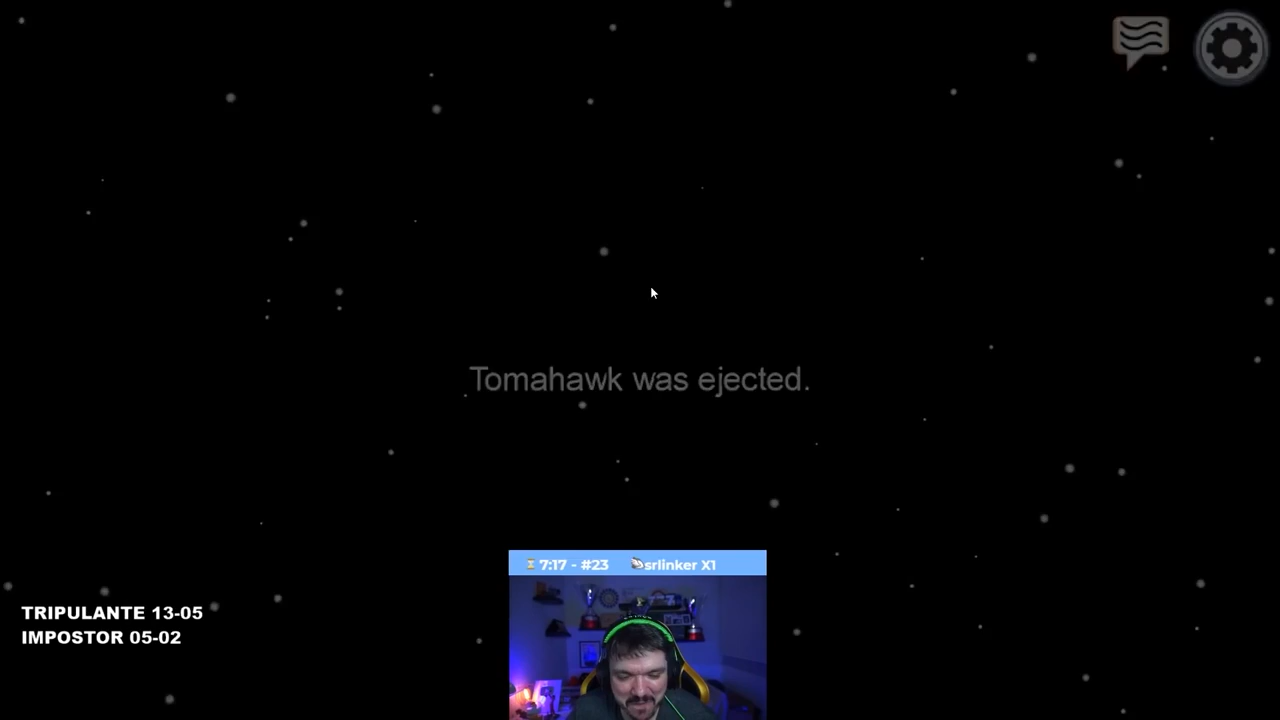 Tomahawk was ejected.
7:17 - #23 srlinker X1
TRIPULANTE 13-05
IMPOSTOR 05-02